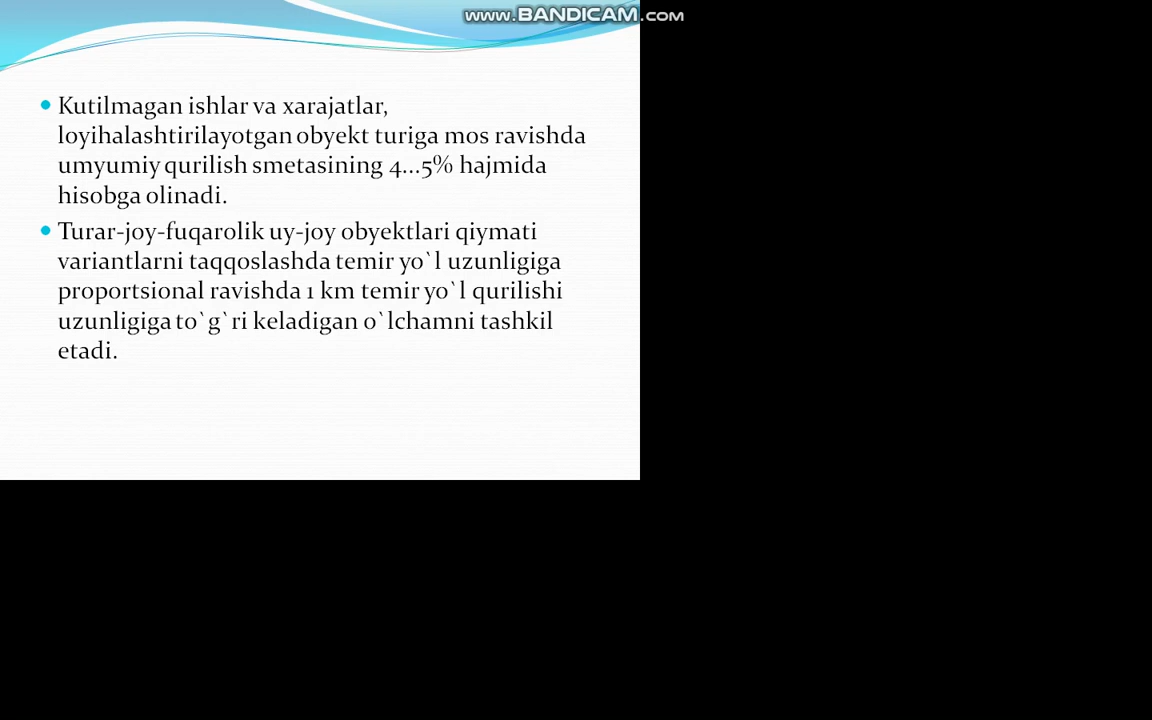 www.BANDICAM.com
Kutilmagan ishlar va xarajatlar,
loyihalashtirilayotgan obyekt turiga mos ravishda
umyumiy qurilish smetasining 4...5% hajmida
hisobga olinadi.
Turar-joy-fuqarolik uy-joy obyektlari qiymati
variantlarni taqqoslashda temir yo`l uzunligiga
proportsional ravishda 1 km temir yo`l qurilishi
uzunligiga to`g`ri keladigan o`lchamni tashkil
etadi.